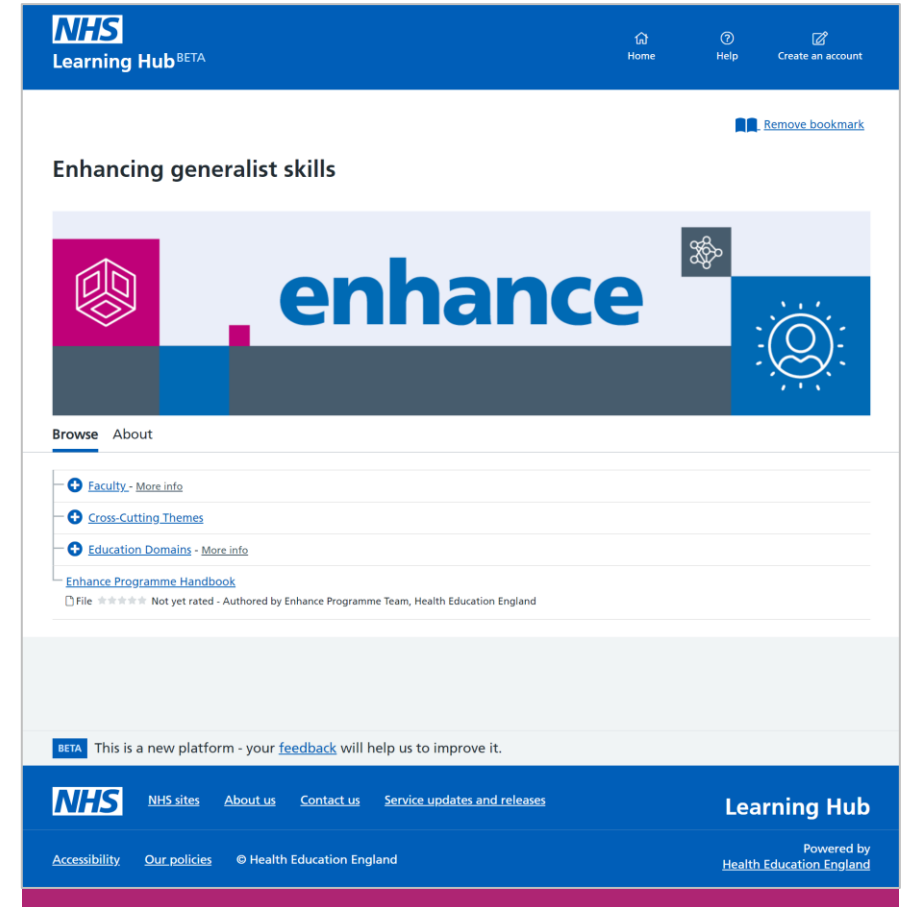 NHS
Learning Hub BETA
Home
Help
Create an account
Remove bookmark
Enhancing generalist skills
enhance
Browse About
Faculty - More info
Cross-Cutting Themes
Education Domains - More info
Enhance Programme Handbook
File Not yet rated - Authored by Enhance Programme Team, Health Education England
BETA This is a new platform - your feedback will help us to improve it.
NHS NHS sites About us Contact us Service updates and releases
Learning Hub
Accessibility Our policies © Health Education England
Powered by
Health Education England